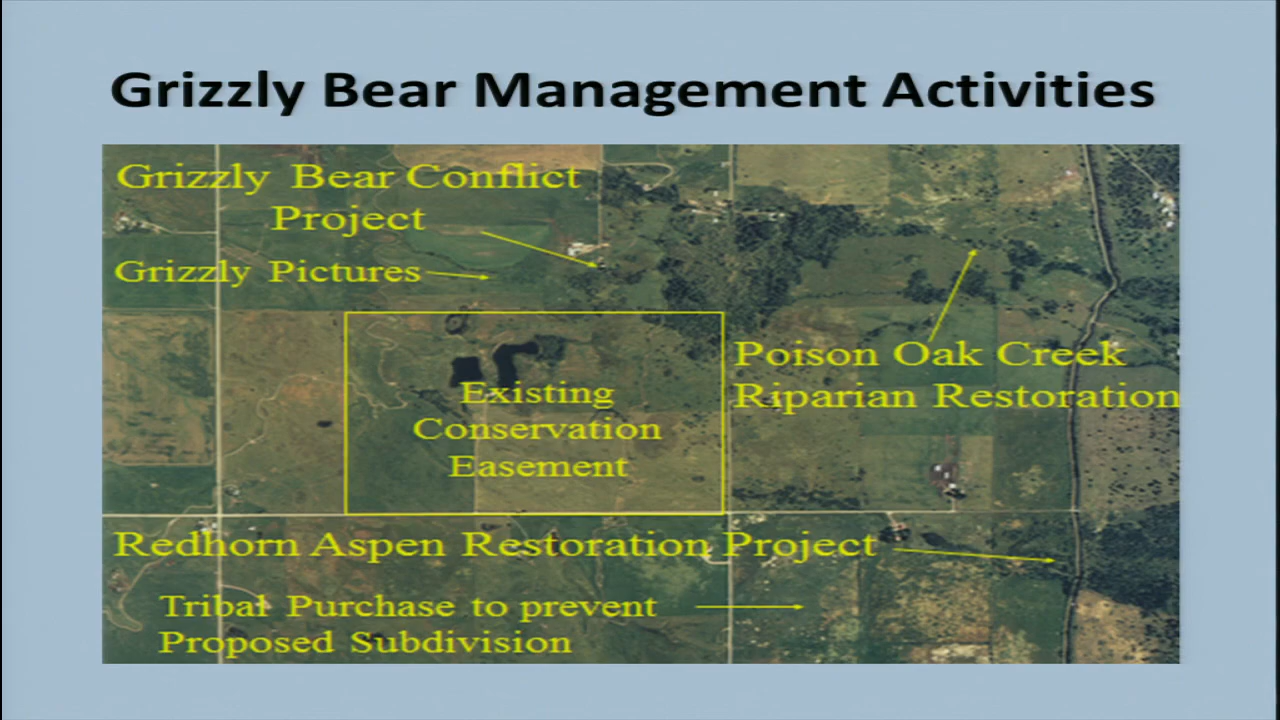 Grizzly Bear Management Activities
Grizzly Bear Conflict
Project
Grizzly Pictures
Poison Oak Creek
Riparian Restoration
Existing
Conservation
Easement
Redhorn Aspen Restoration Project
Tribal Purchase to prevent
Proposed Subdivision